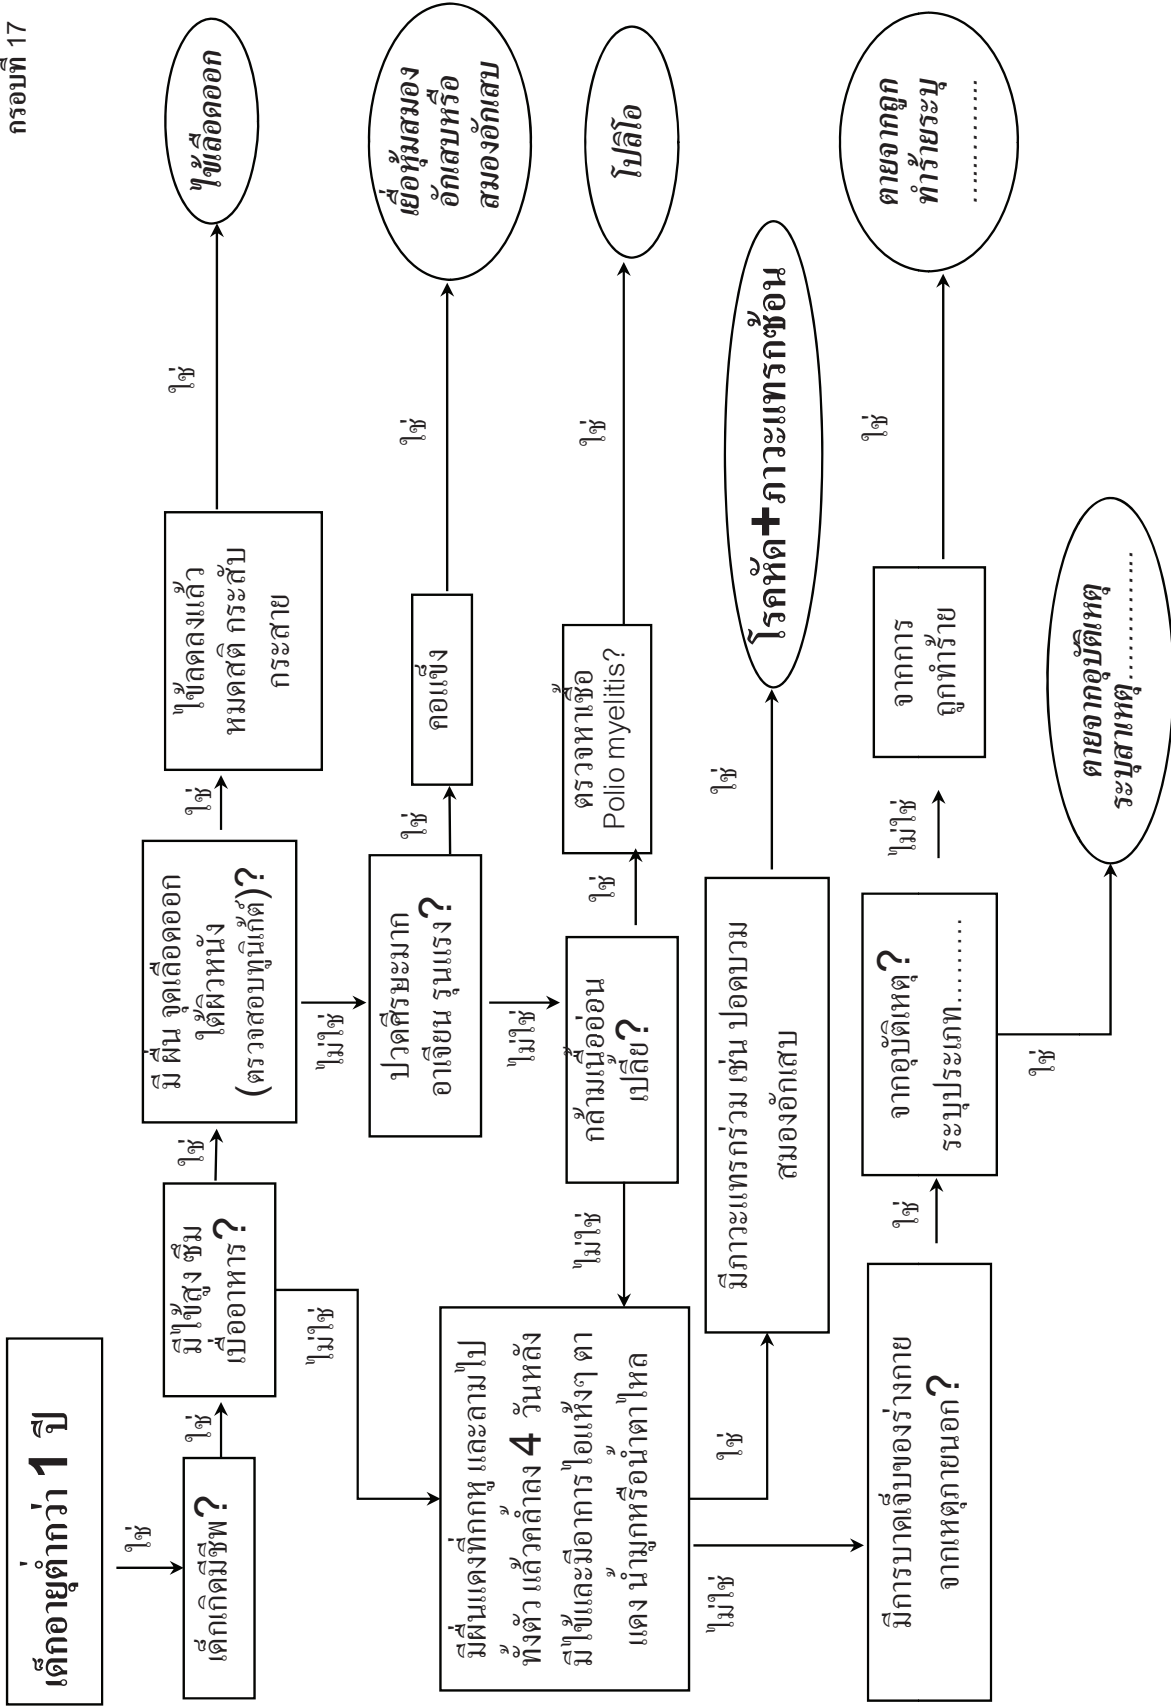 กรอบที่ 17
เด็กอายุต่ำกว่า 1 ปี
ใช่
เด็กเกิดมีชีพ ?
ใช่
มีไข้สูง ซึม
เบื่ออาหาร ?
ใช่
มี ผื่น จุดเลือดออก
ใต้ผิวหนัง
(ตรวจสอบทูนิเก้ต์)?
ใช่
ไข้ลดลงแล้ว
หมดสติ กระสับ
กระส่าย
ใช่
ไข้เลือดออก
ไม่ใช่
ปวดศีรษะมาก
อาเจียน รุนแรง ?
ใช่
คอแข็ง
ใช่
เยื่อหุ้มสมอง
อักเสบหรือ
สมองอักเสบ
ไม่ใช่
กล้ามเนื้ออ่อน
เปลี้ย ?
ใช่
ตรวจหาเชื้อ
Polio myelitis?
ใช่
โปลิโอ
ไม่ใช่
ไม่ใช่
มีผื่นแดงที่กกหู และลามไป
ทั้งตัว แล้วคล้ำลง 4 วันหลัง
มีไข้และมีอาการ ไอแห้งๆ ตา
แดง น้ำมูกหรือน้ำตาไหล
ใช่
มีภาวะแทรกร่วม เช่น ปอดบวม
สมองอักเสบ
ใช่
โรคหัด+ภาวะแทรกซ้อน
ไม่ใช่
มีการบาดเจ็บของร่างกาย
จากเหตุภายนอก ?
ใช่
จากอุบัติเหตุ ?
ระบุประเภท..........
ใช่
ตายจากอุบัติเหตุ
ระบุสาเหตุ...............
ไม่ใช่
จากการ
ถูกทำร้าย
ใช่
ตายจากถูก
ทำร้ายระบุ
..............